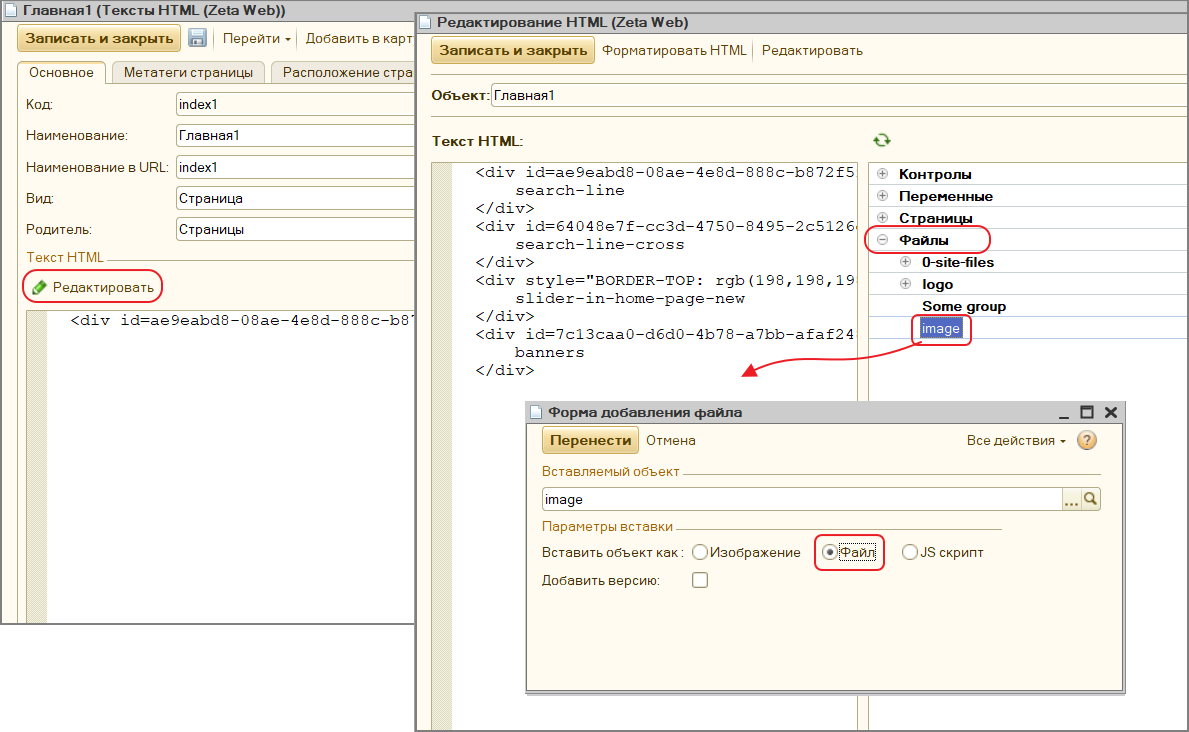 Главная1 (Тексты HTML (Zeta Web))
Записать и закрыть
Перейти
Добавить в карт
Основное
Метатеги страницы
Расположение стра
Код:
index1
Наименование:
Главная1
Наименование в URL:
index1
Вид:
Страница
Родитель:
Страницы
Текст HTML
Редактировать
<div id=ae9eabd8-08ae-4e8d-888c-b87
Редактирование HTML (Zeta Web)
Записать и закрыть
Форматировать HTML
Редактировать
Объект:
Главная1
Текст HTML:
<div id=ae9eabd8-08ae-4e8d-888c-b872f5
search-line
</div>
<div id=64048e7f-cc3d-4750-8495-2c5126
search-line-cross
</div>
<div style="BORDER-TOP: rgb(198,198,198
slider-in-home-page-new
</div>
<div id=7c13caa0-d6d0-4b78-a7bb-afaf24
banners
</div>
Контролы
Переменные
Страницы
Файлы
0-site-files
logo
Some group
image
Форма добавления файла
Перенести
Отмена
Все действия
?
Вставляемый объект
image
...
Параметры вставки
Вставить объект как :
Изображение
Файл
JS скрипт
Добавить версию: